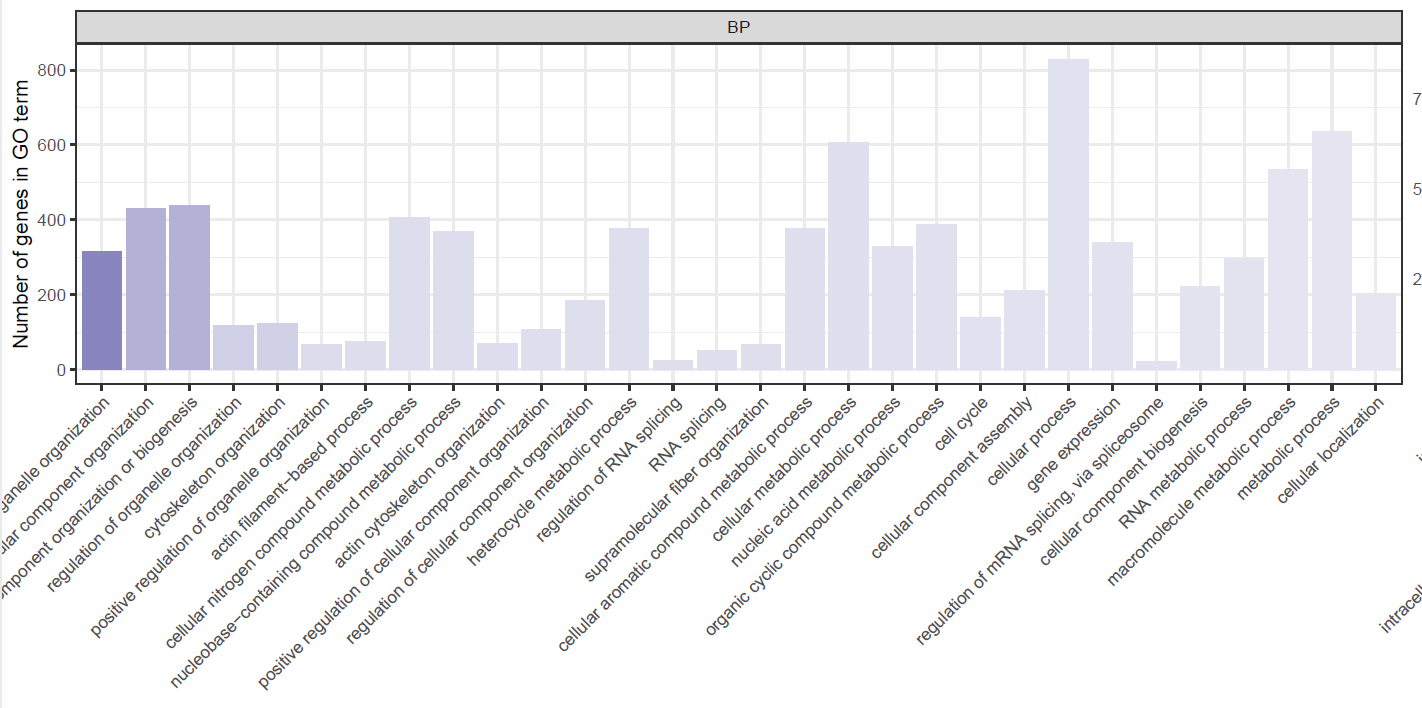 BP
Number of genes in GO term
800
600
400
200
0
7
5
2
ganelle organization
lar component organization
mponent organization or biogenesis
regulation of organelle organization
cytoskeleton organization
positive regulation of organelle organization
actin filament−based process
cellular nitrogen compound metabolic process
nucleobase−containing compound metabolic process
actin cytoskeleton organization
positive regulation of cellular component organization
regulation of cellular component organization
heterocycle metabolic process
regulation of RNA splicing
RNA splicing
supramolecular fiber organization
cellular aromatic compound metabolic process
cellular metabolic process
nucleic acid metabolic process
organic cyclic compound metabolic process
cell cycle
cellular component assembly
cellular process
gene expression
regulation of mRNA splicing, via spliceosome
cellular component biogenesis
RNA metabolic process
macromolecule metabolic process
metabolic process
cellular localization
intracell